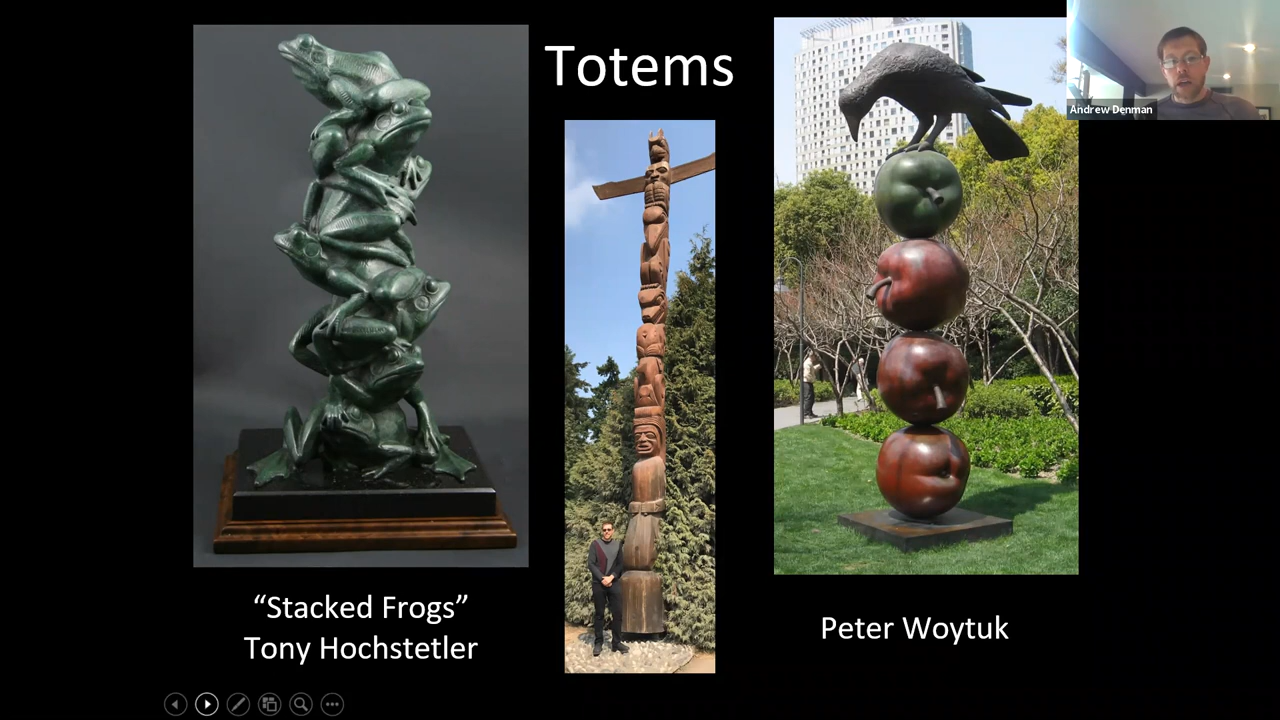 Totems
Andrew Denman
“Stacked Frogs”
Tony Hochstetler
Peter Woytuk